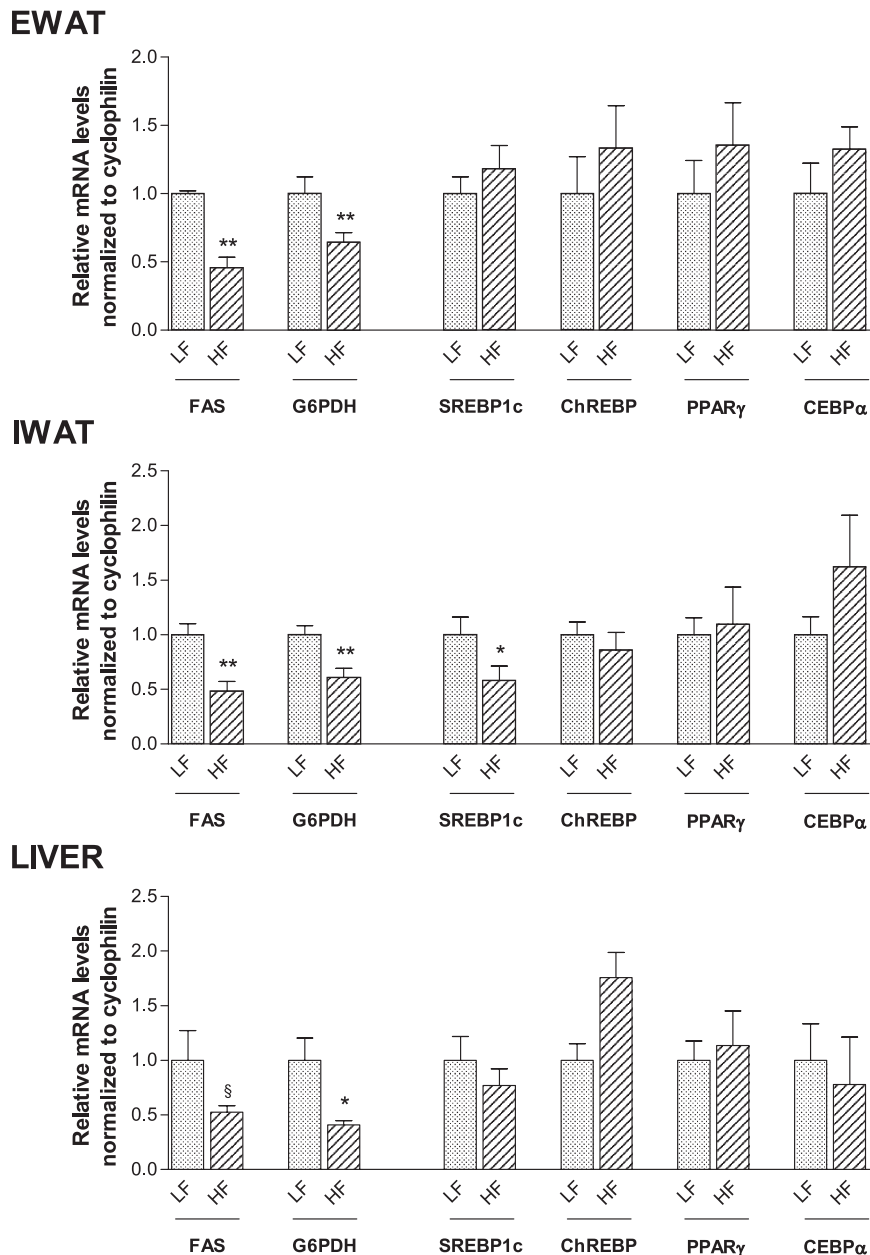 EWAT
Relative mRNA levels
normalized to cyclophilin
2.0
1.5
1.0
0.5
0.0
** **
LF HF LF HF LF HF LF HF LF HF LF HF
FAS G6PDH SREBP1c ChREBP PPARγ CEBPα
IWAT
Relative mRNA levels
normalized to cyclophilin
2.5
2.0
1.5
1.0
0.5
0.0
** ** *
LF HF LF HF LF HF LF HF LF HF LF HF
FAS G6PDH SREBP1c ChREBP PPARγ CEBPα
LIVER
Relative mRNA levels
normalized to cyclophilin
2.5
2.0
1.5
1.0
0.5
0.0
§ *
LF HF LF HF LF HF LF HF LF HF LF HF
FAS G6PDH SREBP1c ChREBP PPARγ CEBPα